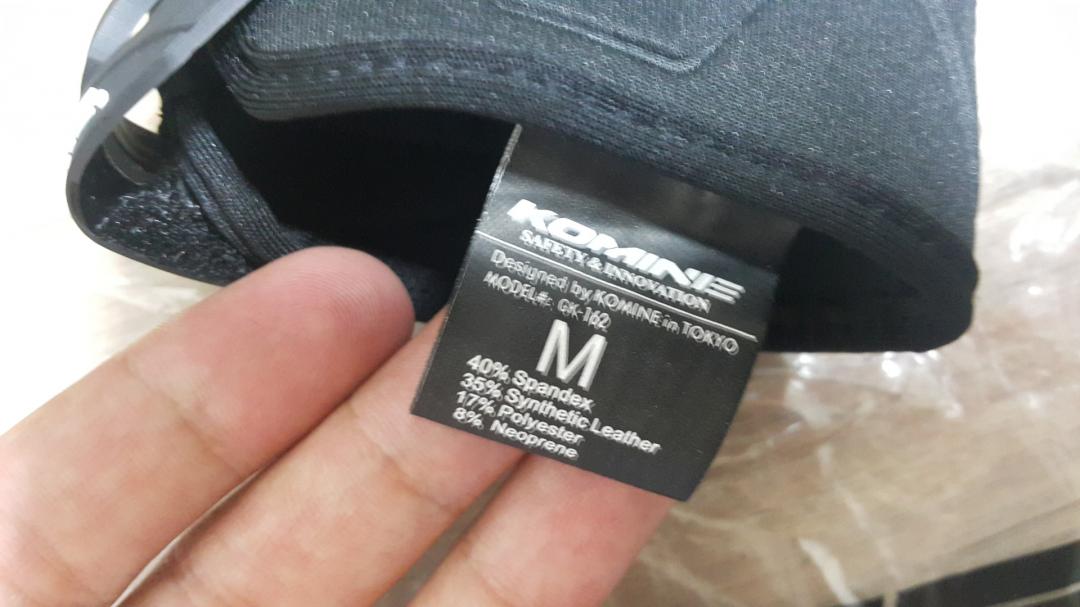 KOMINE
SAFETY & INNOVATION
Designed by KOMINE in TOKYO
MODEL#: GK-162
M
40% Spandex
35% Synthetic Leather
17% Polyester
8% Neoprene